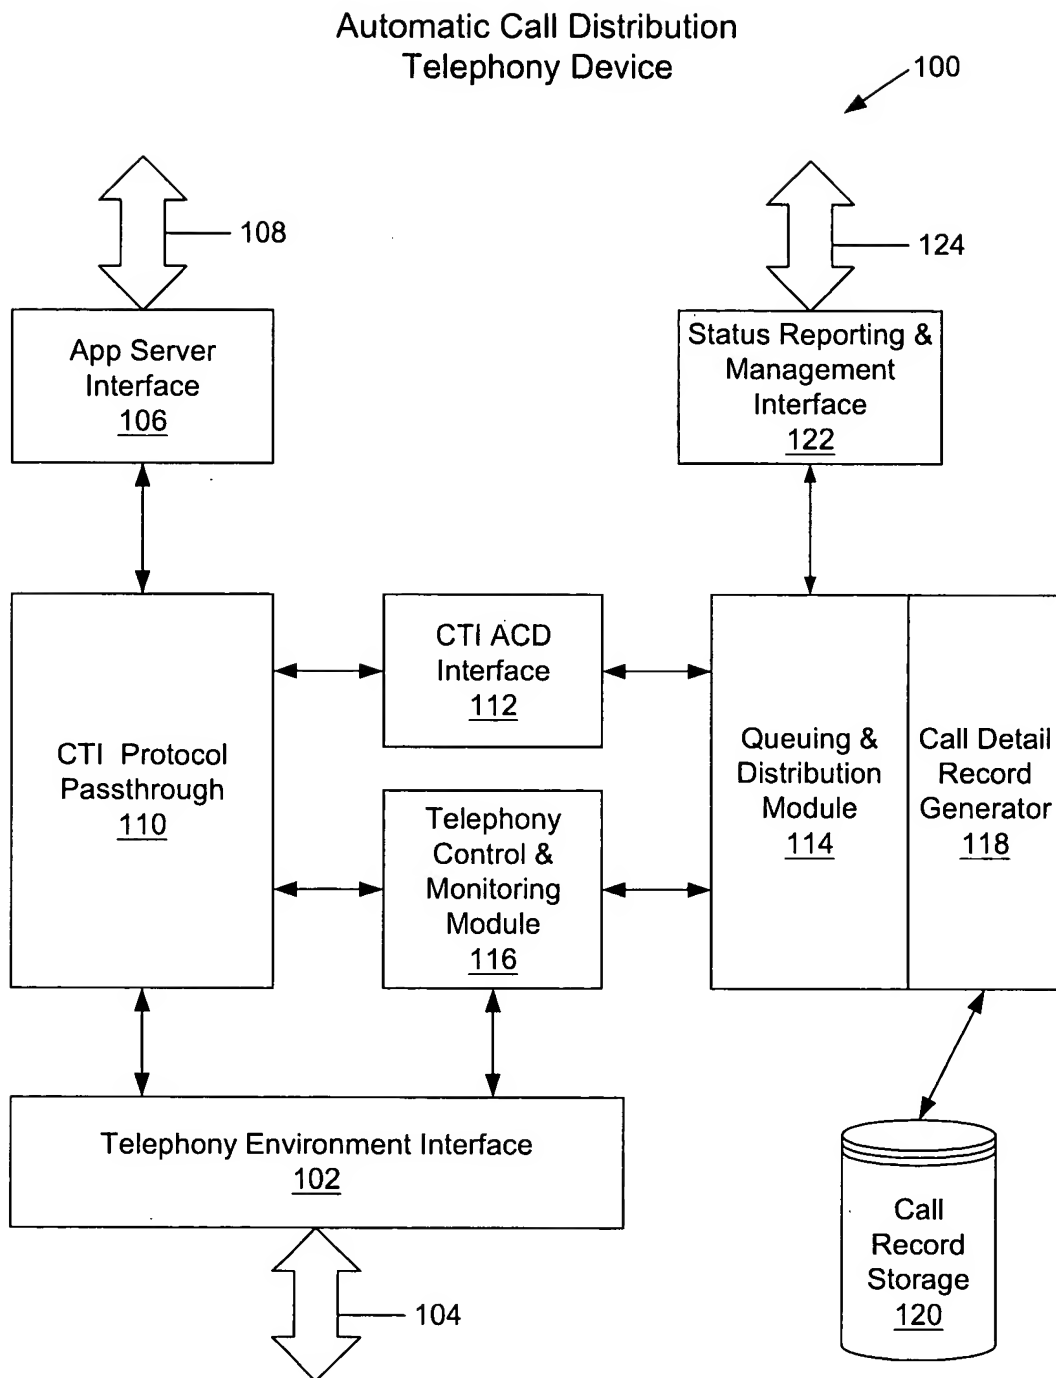 Automatic Call Distribution
Telephony Device
100
108
124
App Server
Interface
106
Status Reporting &
Management
Interface
122
CTI ACD
Interface
112
CTI Protocol
Passthrough
110
Queuing &
Distribution
Module
114
Call Detail
Record
Generator
118
Telephony
Control &
Monitoring
Module
116
Telephony Environment Interface
102
Call
Record
Storage
120
104